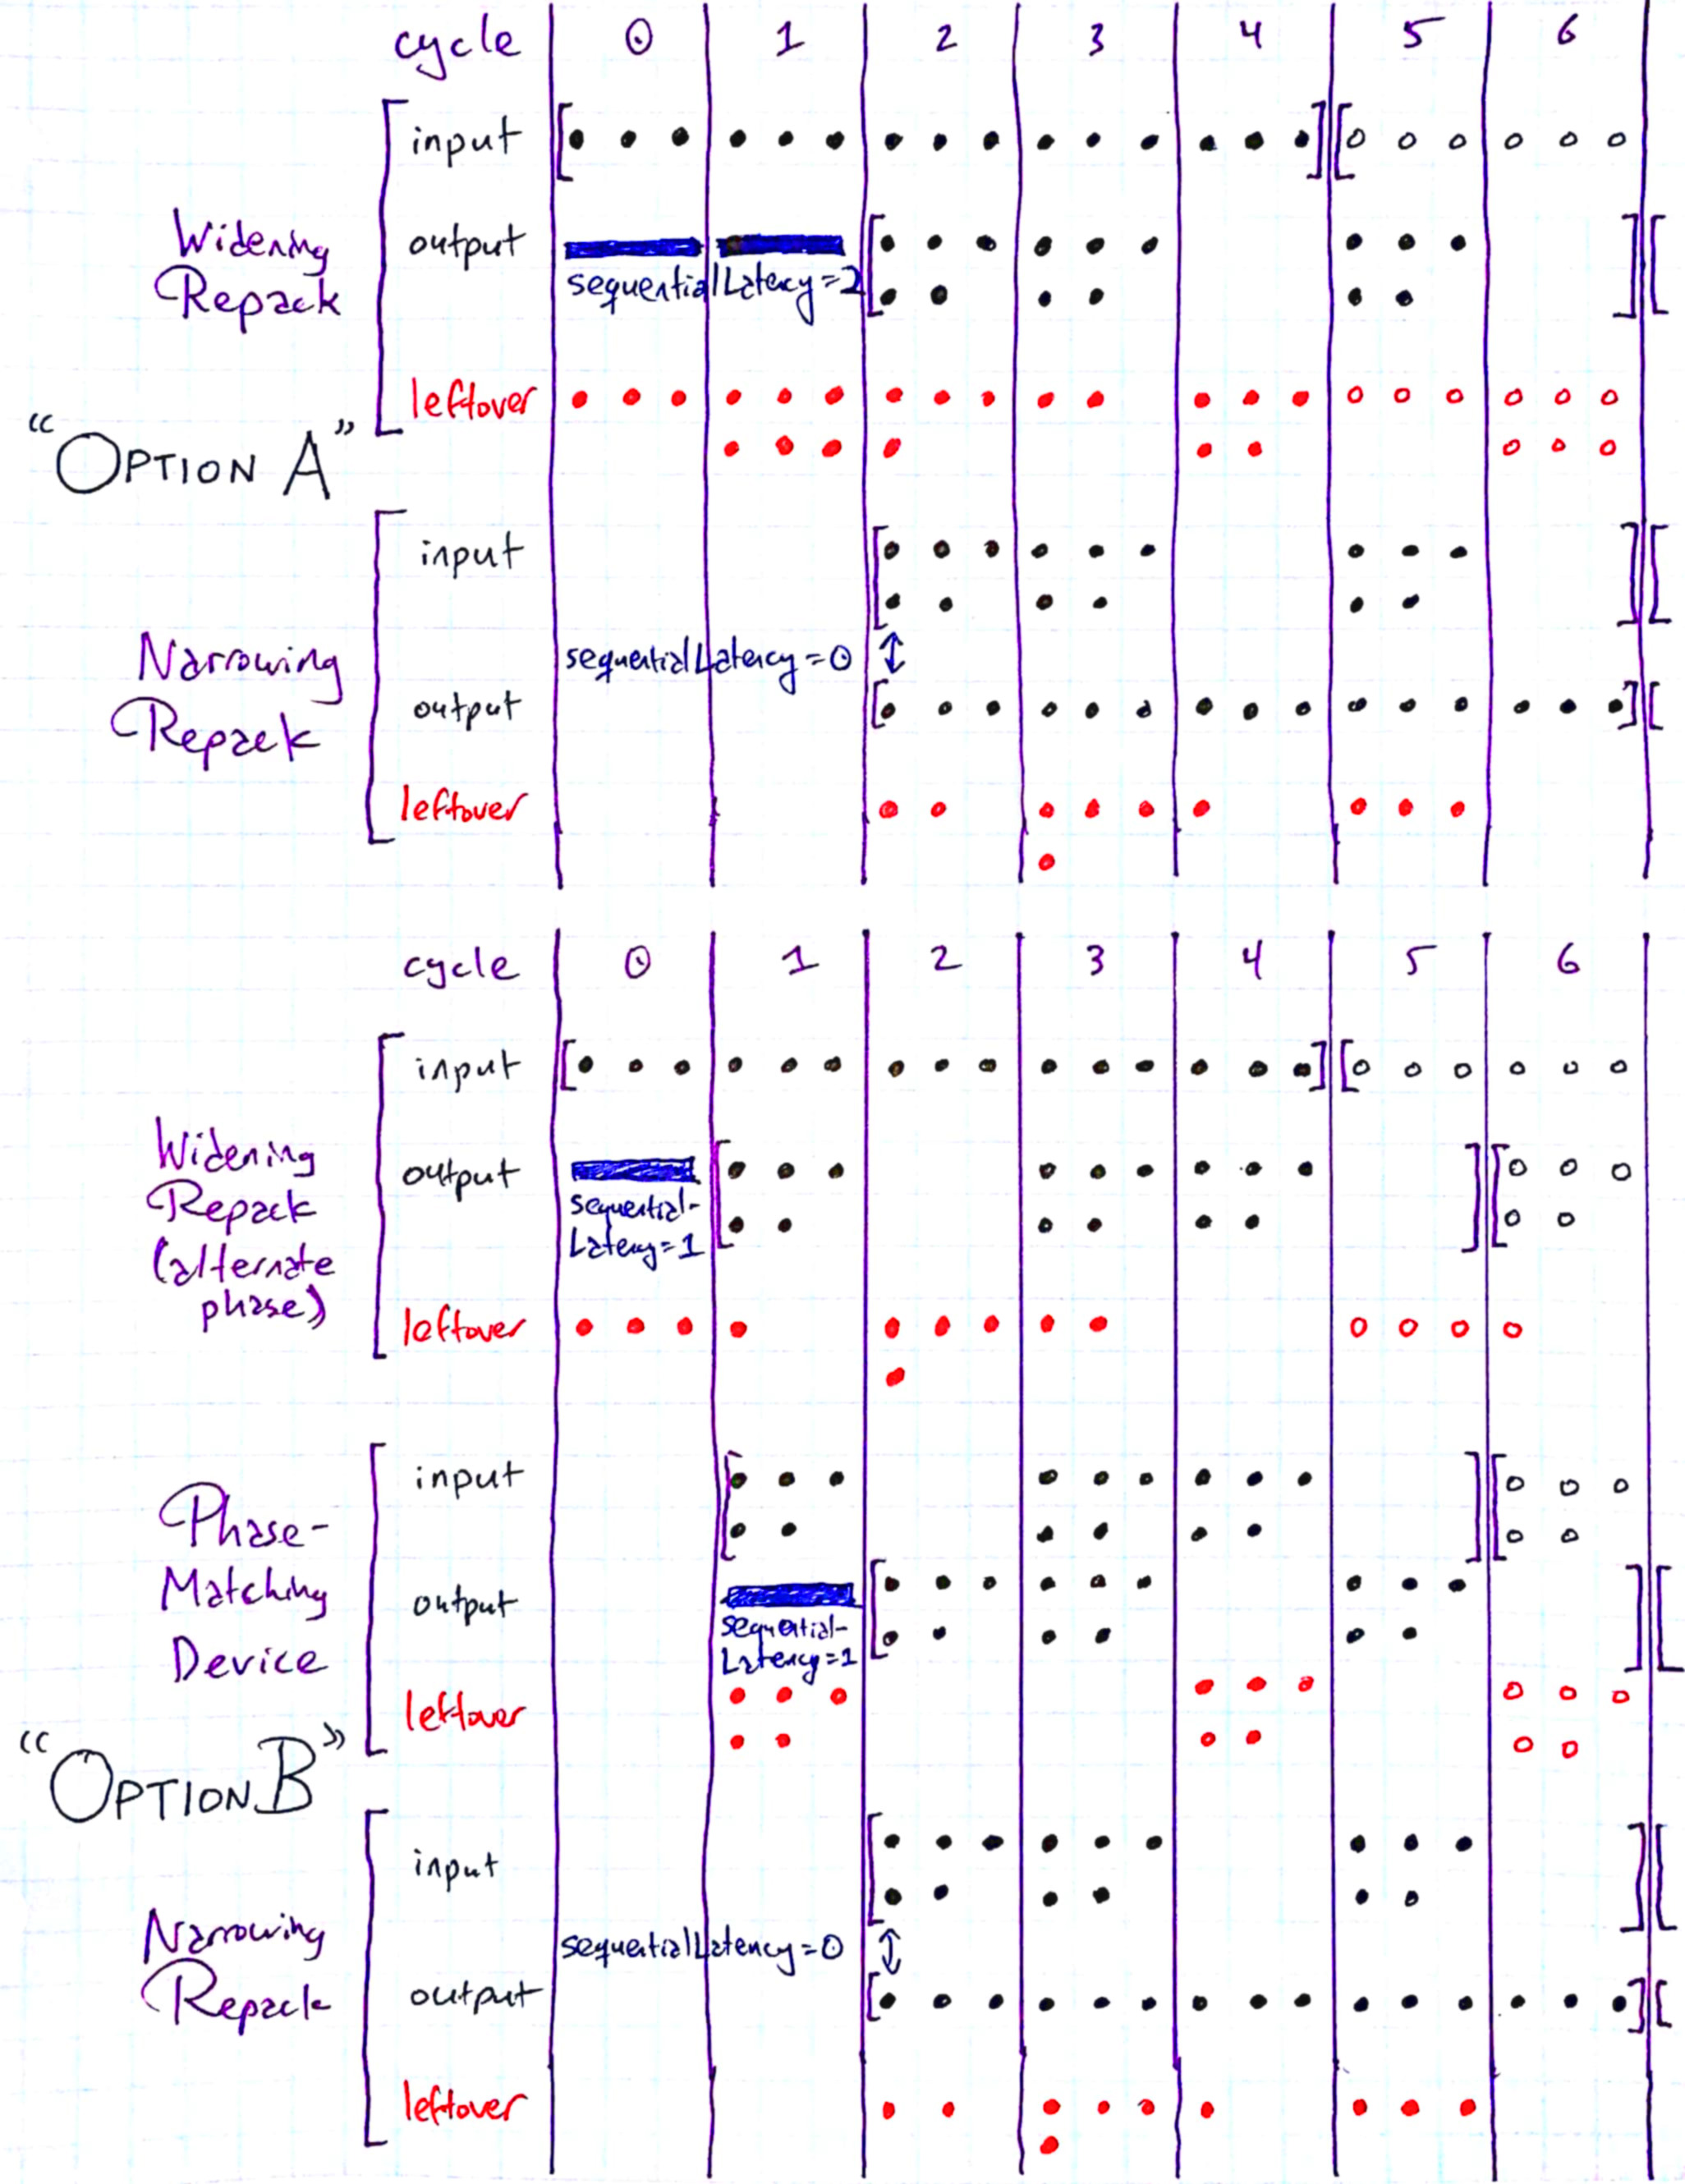 cycle 0 1 2 3 4 5 6
input
Widening
Repack
output
sequentialLatency=2
leftover
“OPTION A”
input
Narrowing
Repack
sequentialLatency=0
output
leftover
cycle 0 1 2 3 4 5 6
input
Widening
Repack
(alternate
phase)
output
sequential-
Latency=1
leftover
Phase-
Matching
Device
input
output
sequential-
Latency=1
leftover
“OPTION B”
input
Narrowing
Repack
sequentialLatency=0
output
leftover